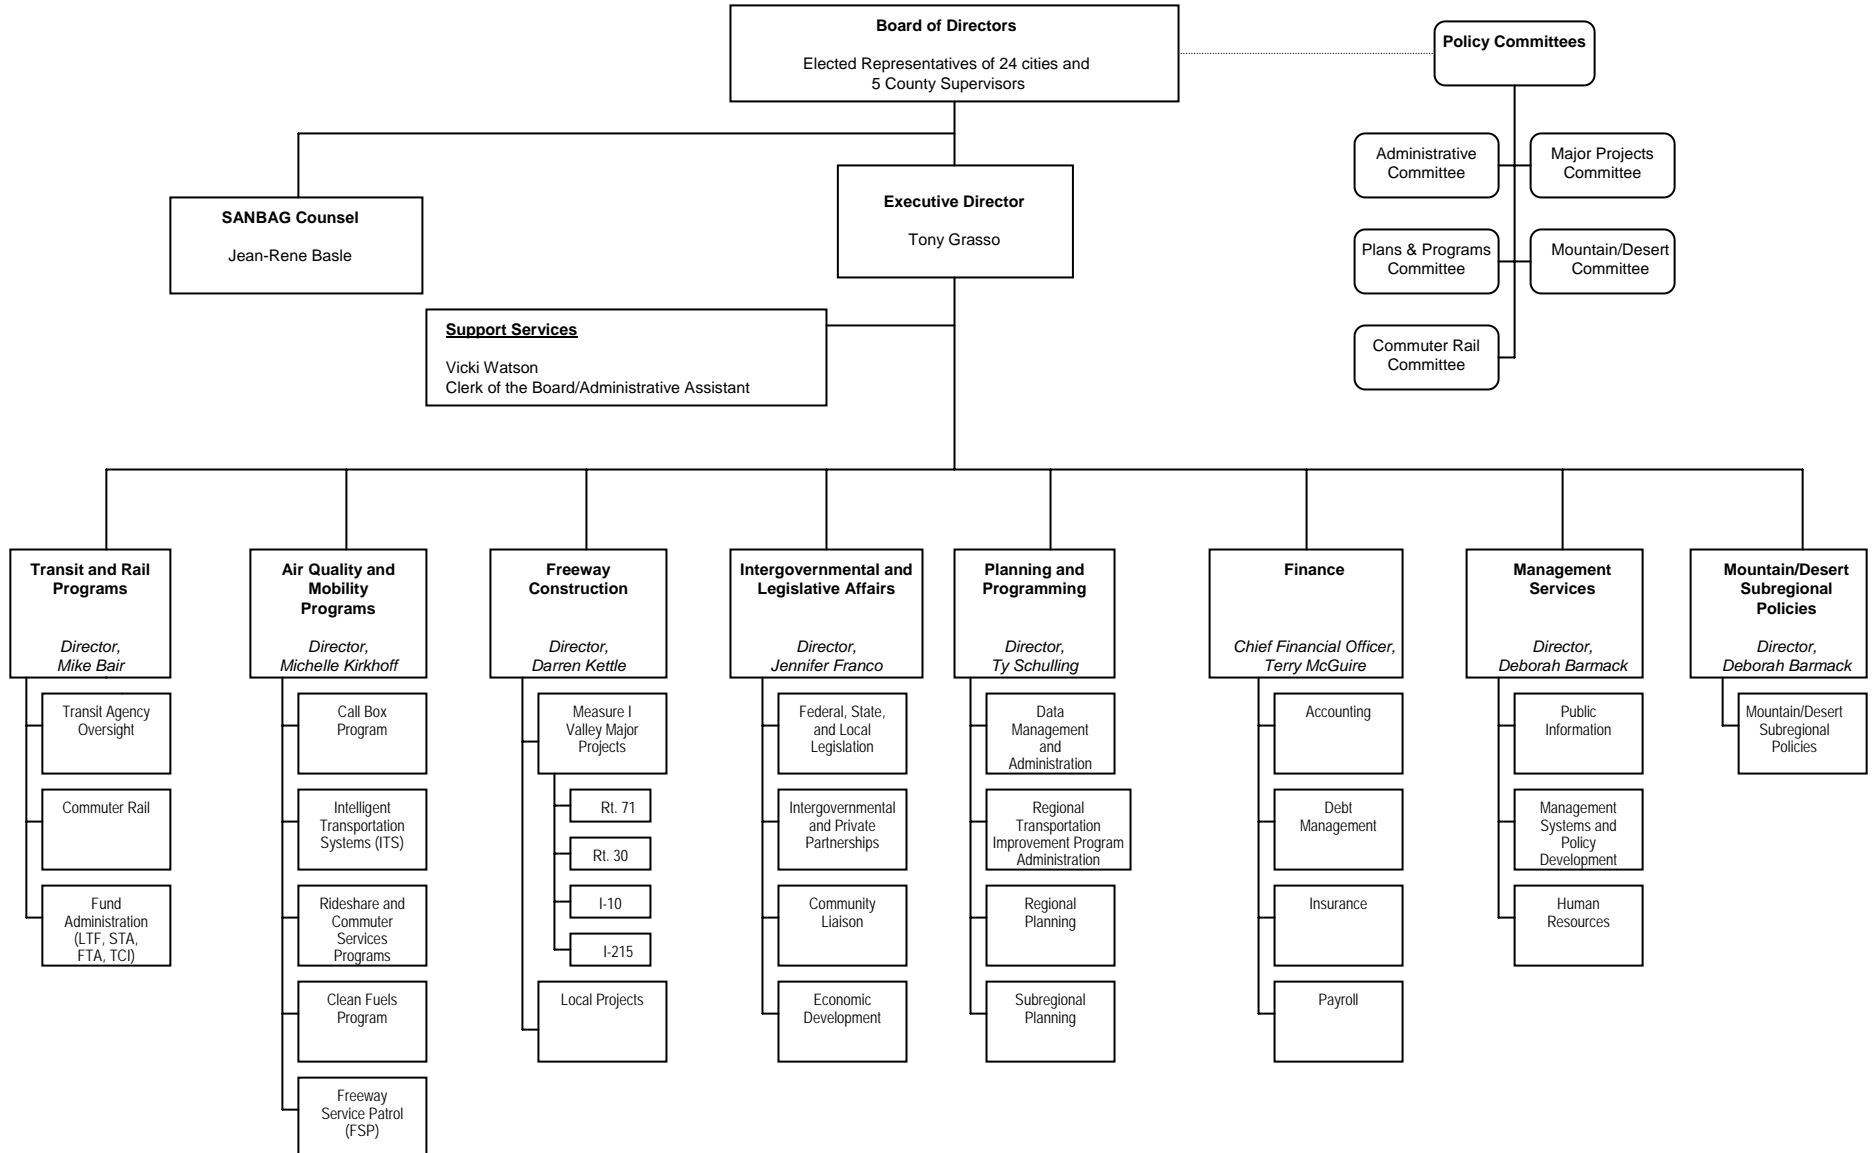 Board of Directors
Elected Representatives of 24 cities and
5 County Supervisors
Policy Committees
Administrative
Committee
Major Projects
Committee
Plans & Programs
Committee
Mountain/Desert
Committee
Commuter Rail
Committee
SANBAG Counsel
Jean-Rene Basle
Executive Director
Tony Grasso
Support Services
Vicki Watson
Clerk of the Board/Administrative Assistant
Transit and Rail
Programs
Director,
Mike Bair
Transit Agency
Oversight
Commuter Rail
Fund
Administration
(LTF, STA,
FTA, TCI)
Air Quality and
Mobility
Programs
Director,
Michelle Kirkhoff
Call Box
Program
Intelligent
Transportation
Systems (ITS)
Rideshare and
Commuter
Services
Programs
Clean Fuels
Program
Freeway
Service Patrol
(FSP)
Freeway
Construction
Director,
Darren Kettle
Measure I
Valley Major
Projects
Rt. 71
Rt. 30
I-10
I-215
Local Projects
Intergovernmental and
Legislative Affairs
Director,
Jennifer Franco
Federal, State,
and Local
Legislation
Intergovernmental
and Private
Partnerships
Community
Liaison
Economic
Development
Planning and
Programming
Director,
Ty Schulling
Data
Management
and
Administration
Regional
Transportation
Improvement Program
Administration
Regional
Planning
Subregional
Planning
Finance
Chief Financial Officer,
Terry McGuire
Accounting
Debt
Management
Insurance
Payroll
Management
Services
Director,
Deborah Barmack
Public
Information
Management
Systems and
Policy
Development
Human
Resources
Mountain/Desert
Subregional
Policies
Director,
Deborah Barmack
Mountain/Desert
Subregional
Policies